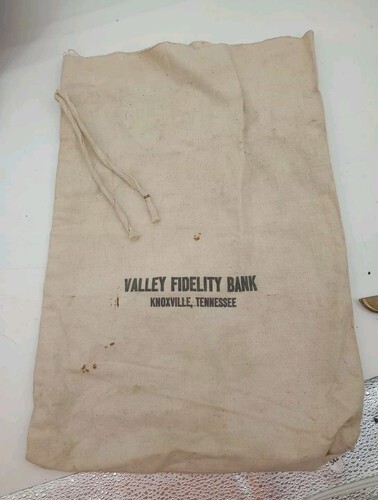 VALLEY FIDELITY BANK
KNOXVILLE, TENNESSEE